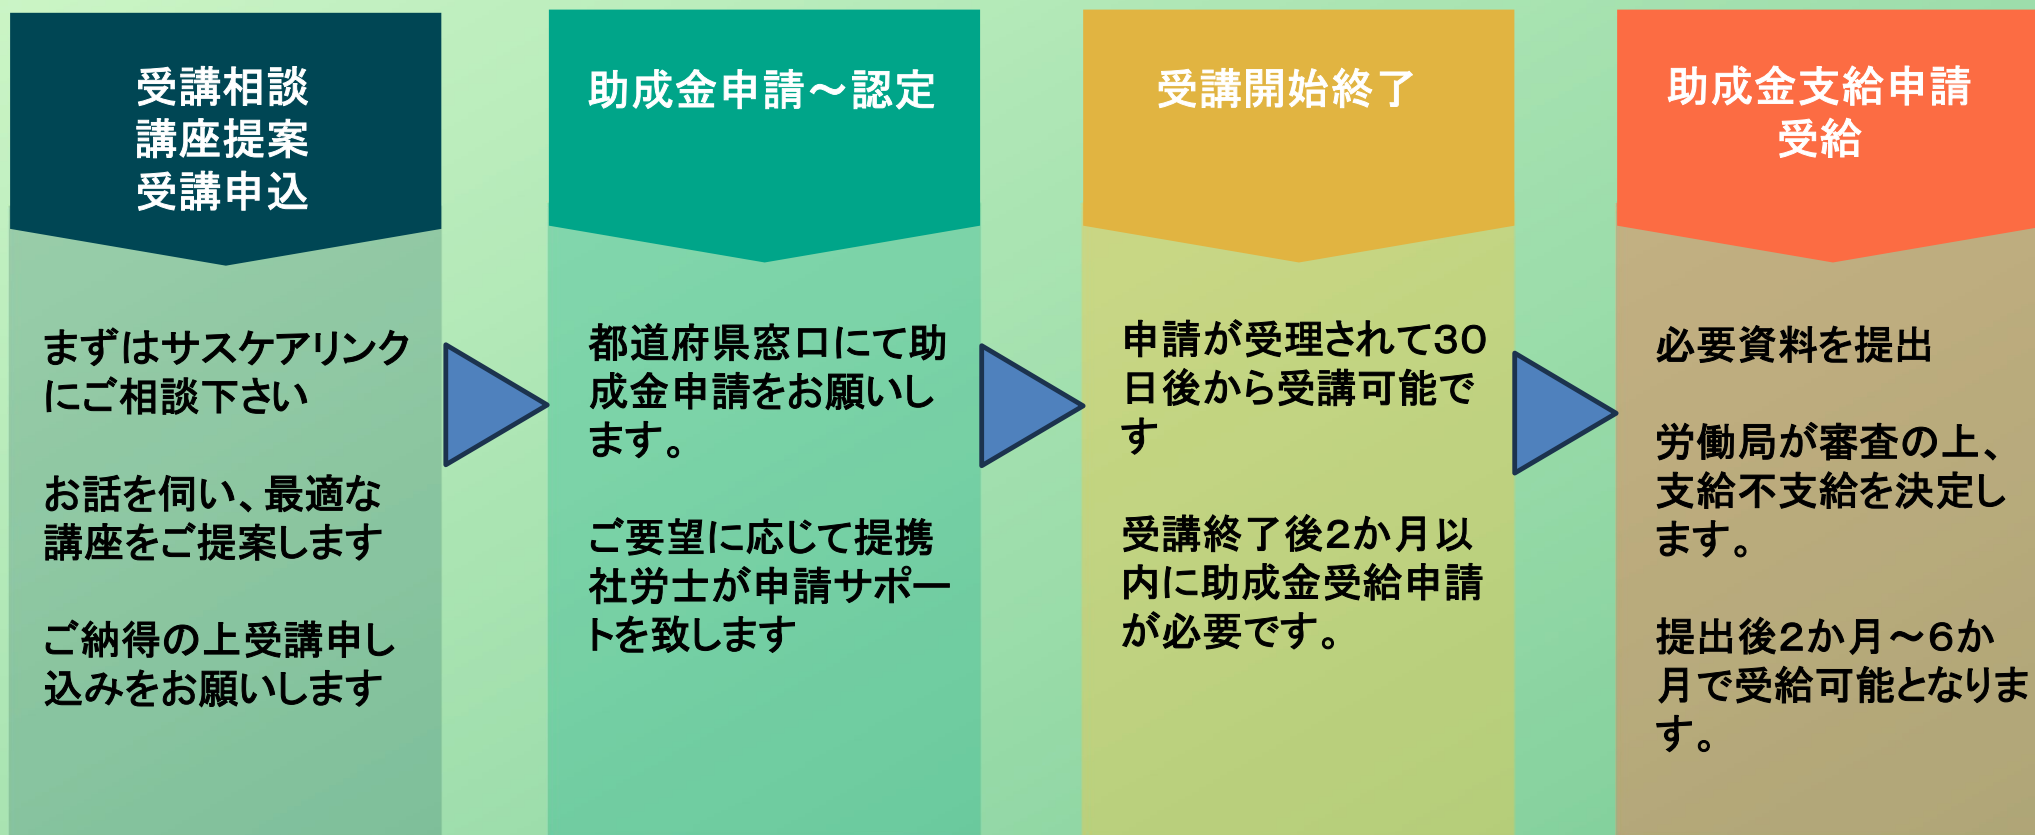 受講相談
講座提案
受講申込
まずはサスケアリンク
にご相談下さい
お話を伺い、最適な
講座をご提案します
ご納得の上受講申し
込みをお願いします
助成金申請～認定
都道府県窓口にて助
成金申請をお願いし
ます。
ご要望に応じて提携
社労士が申請サポー
トを致します
受講開始終了
申請が受理されて30
日後から受講可能で
す
受講終了後2か月以
内に助成金受給申請
が必要です。
助成金支給申請
受給
必要資料を提出
労働局が審査の上、
支給不支給を決定し
ます。
提出後2か月～6か
月で受給可能となりま
す。